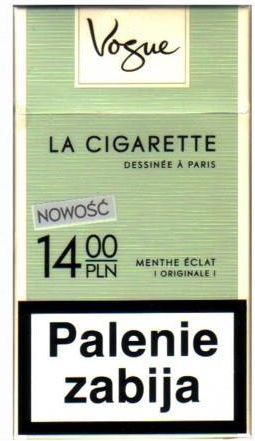 Vogue
LA CIGARETTE
DESSINÉE À PARIS
NOWOŚĆ
14 00 PLN
MENTHE ÉCLAT
I ORIGINALE I
Palenie
zabija